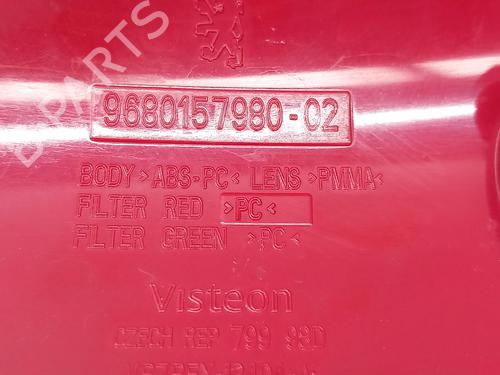 B-PARTS
9680157980-02
BODY >ABS-PC< LENS >PMMA<
FILTER RED >PC<
FILTER GREEN >PC<
Visteon
CZECH REP 799 98D